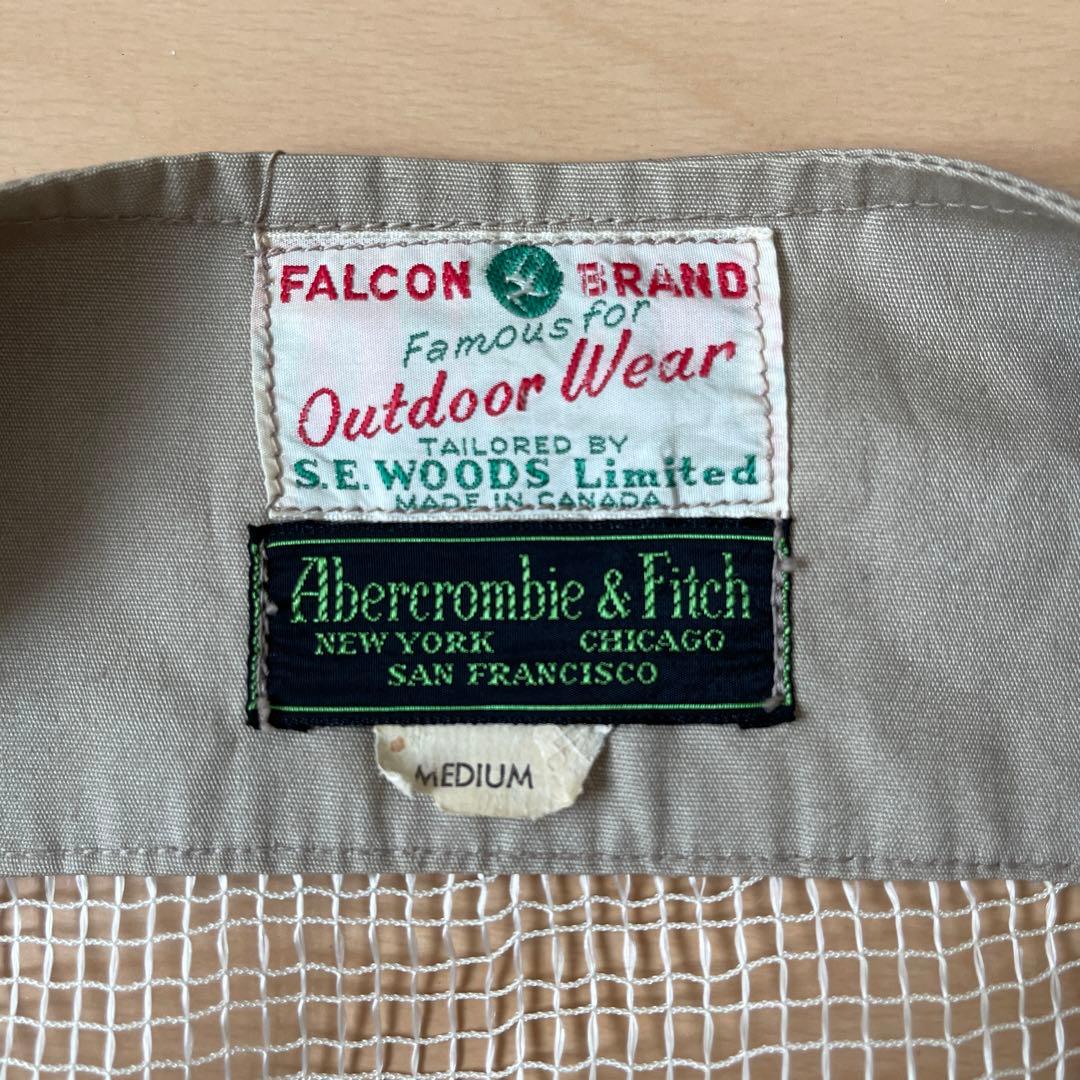 FALCON BRAND
Famous for
Outdoor Wear
TAILORED BY
S.E. WOODS Limited
MADE IN CANADA
Abercrombie & Fitch
NEW YORK CHICAGO
SAN FRANCISCO
MEDIUM